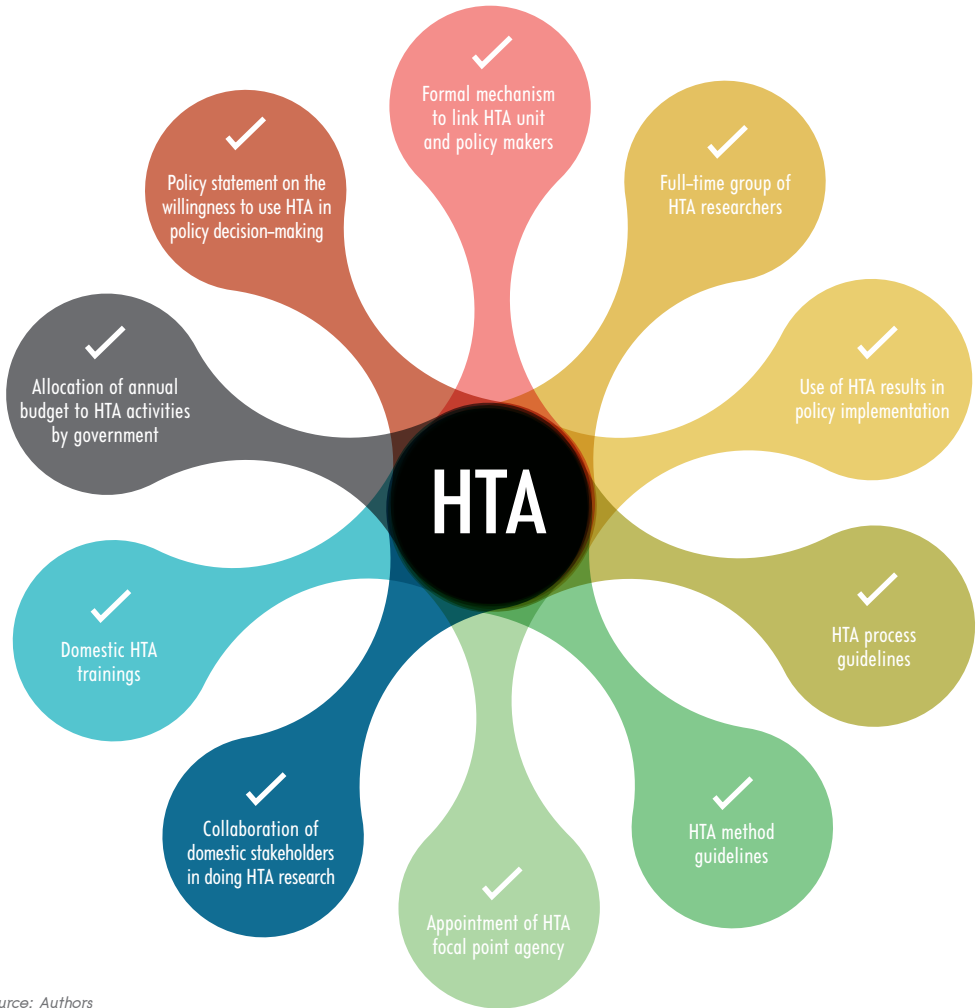 Formal mechanism
to link HTA unit
and policy makers
Full-time group of
HTA researchers
Use of HTA results in
policy implementation
HTA process
guidelines
HTA method
guidelines
Appointment of HTA
focal point agency
Collaboration of
domestic stakeholders
in doing HTA research
Domestic HTA
trainings
Allocation of annual
budget to HTA activities
by government
Policy statement on the
willingness to use HTA in
policy decision-making
HTA
urce: Authors